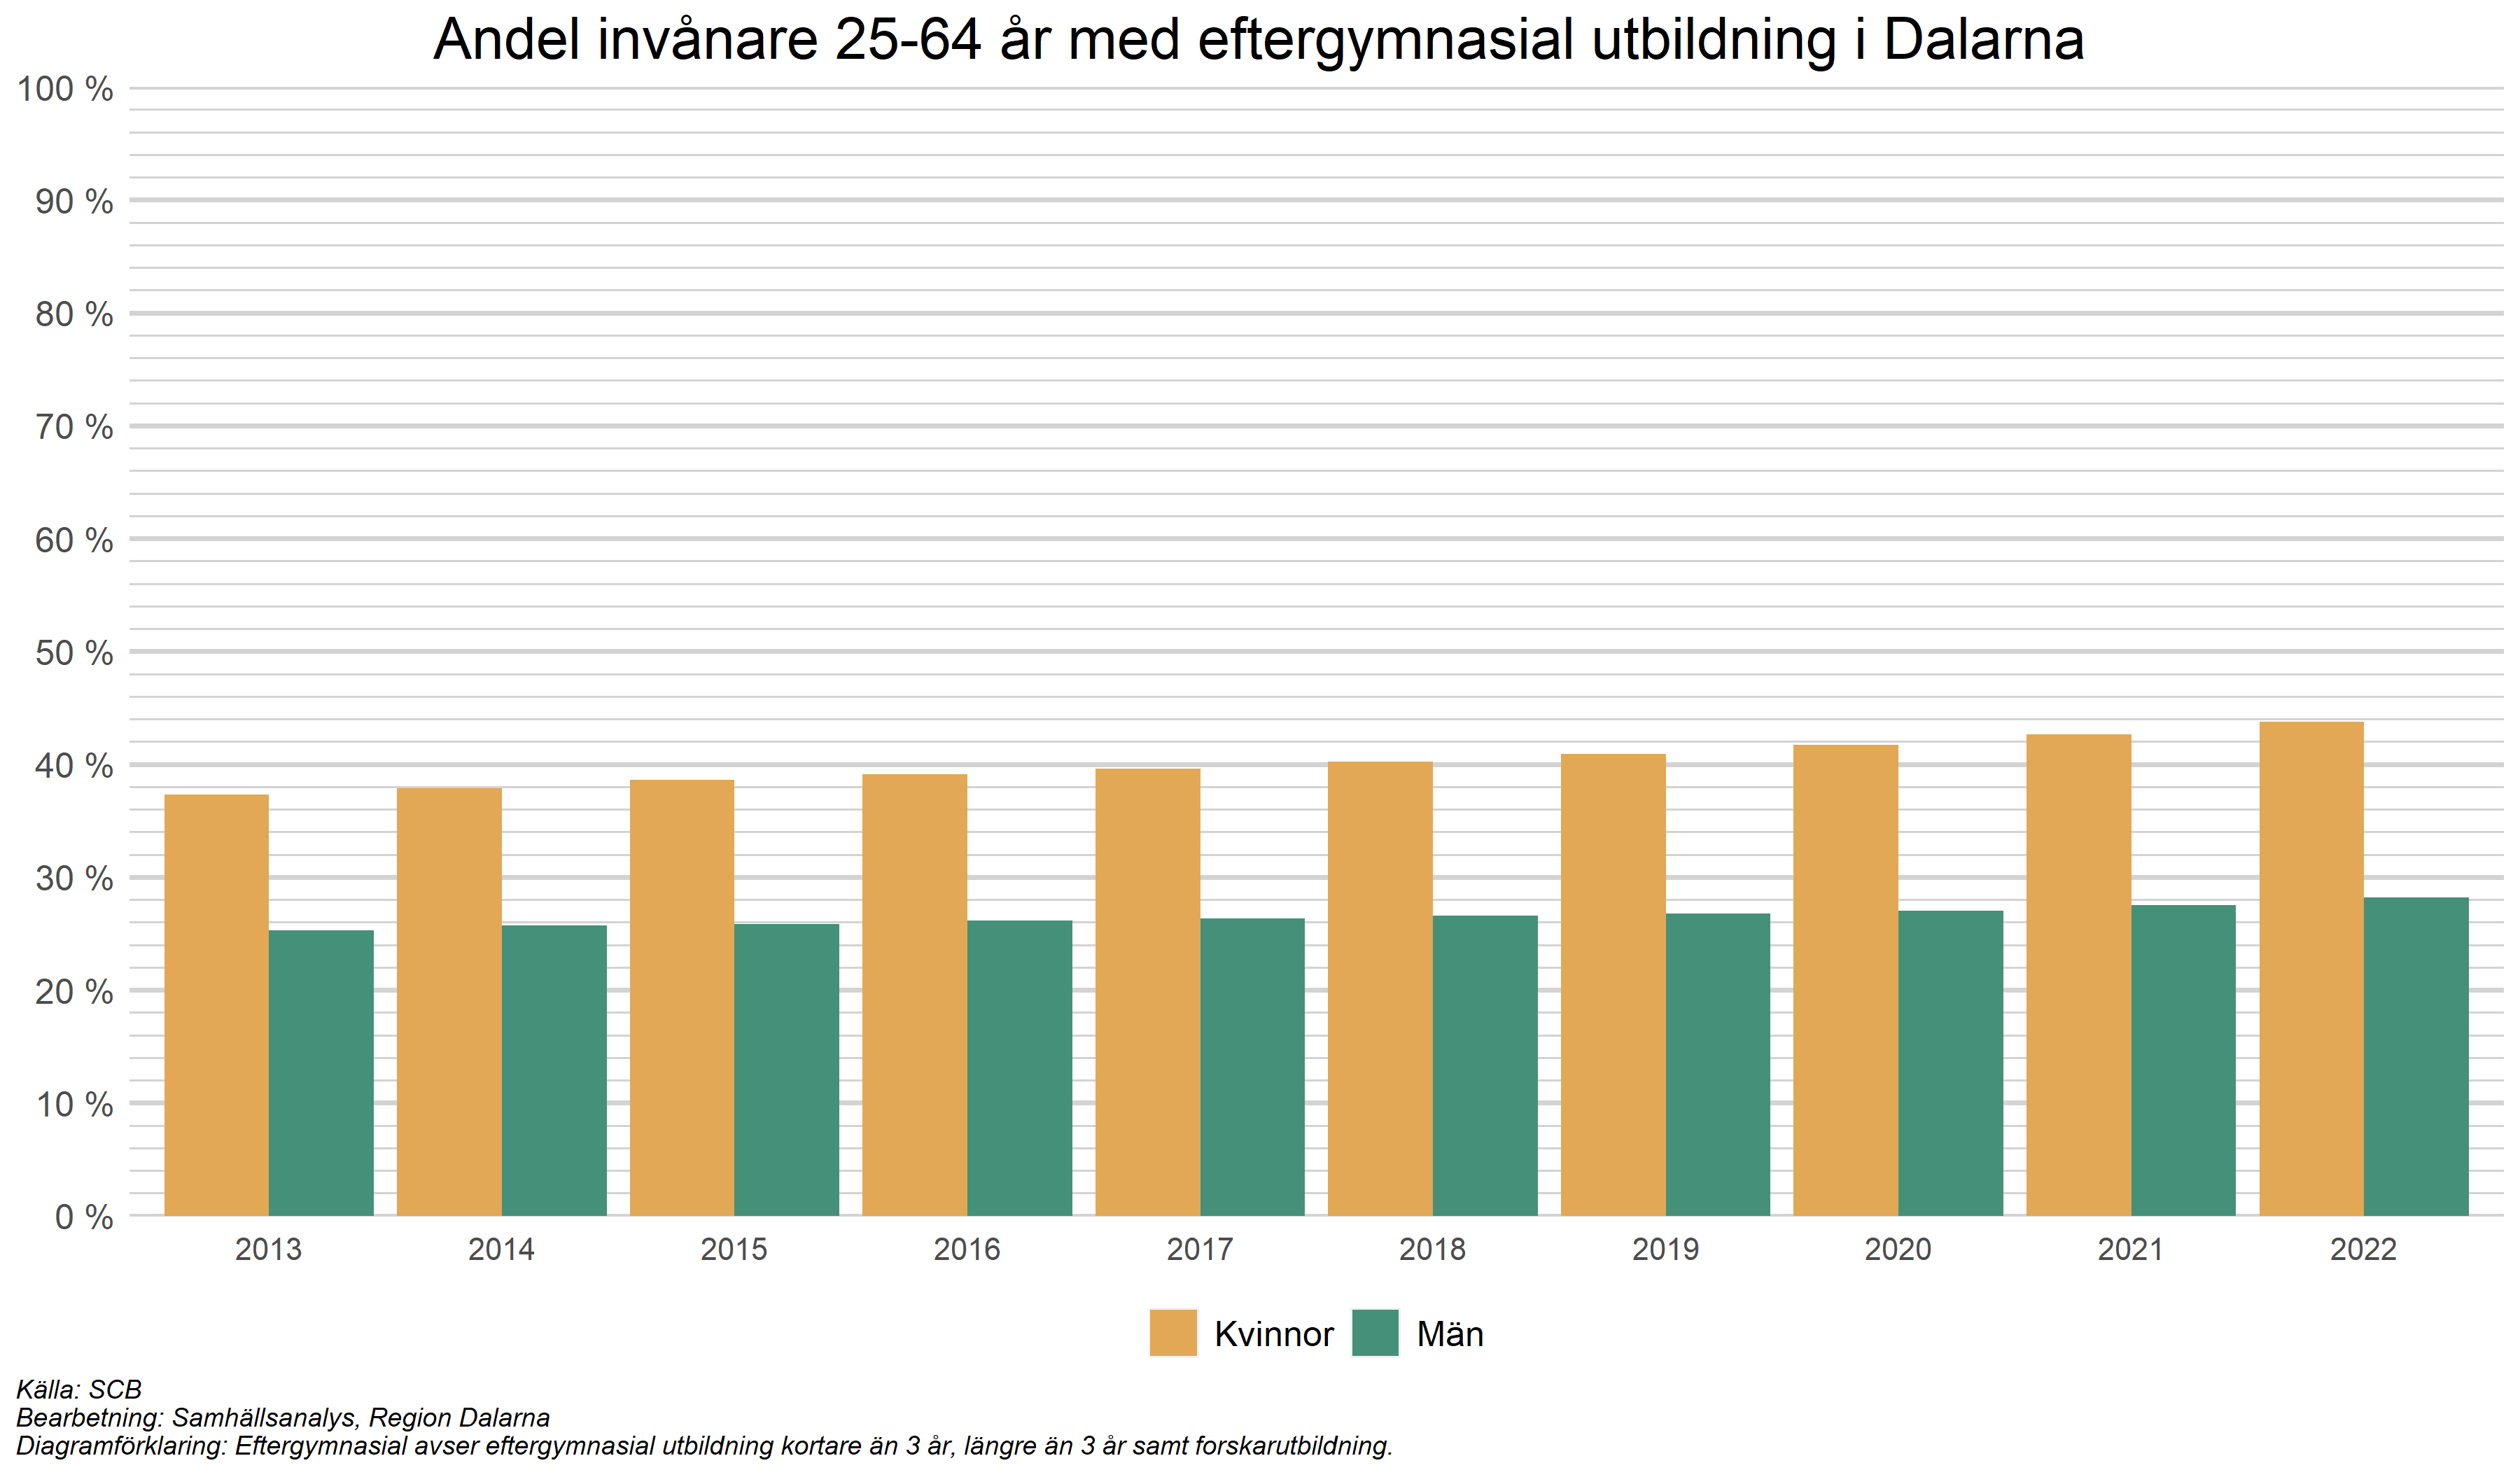 Andel invånare 25-64 år med eftergymnasial utbildning i Dalarna
100 %
90 %
80 %
70 %
60 %
50 %
40 %
30 %
20 %
10 %
0 %
2013 2014 2015 2016 2017 2018 2019 2020 2021 2022
Kvinnor Män
Källa: SCB
Bearbetning: Samhällsanalys, Region Dalarna
Diagramförklaring: Eftergymnasial avser eftergymnasial utbildning kortare än 3 år, längre än 3 år samt forskarutbildning.